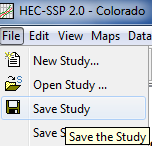 HEC-SSP 2.0 - Colorado
File Edit View Maps Data
New Study...
Open Study ...
Save Study
Save S
Save the Study